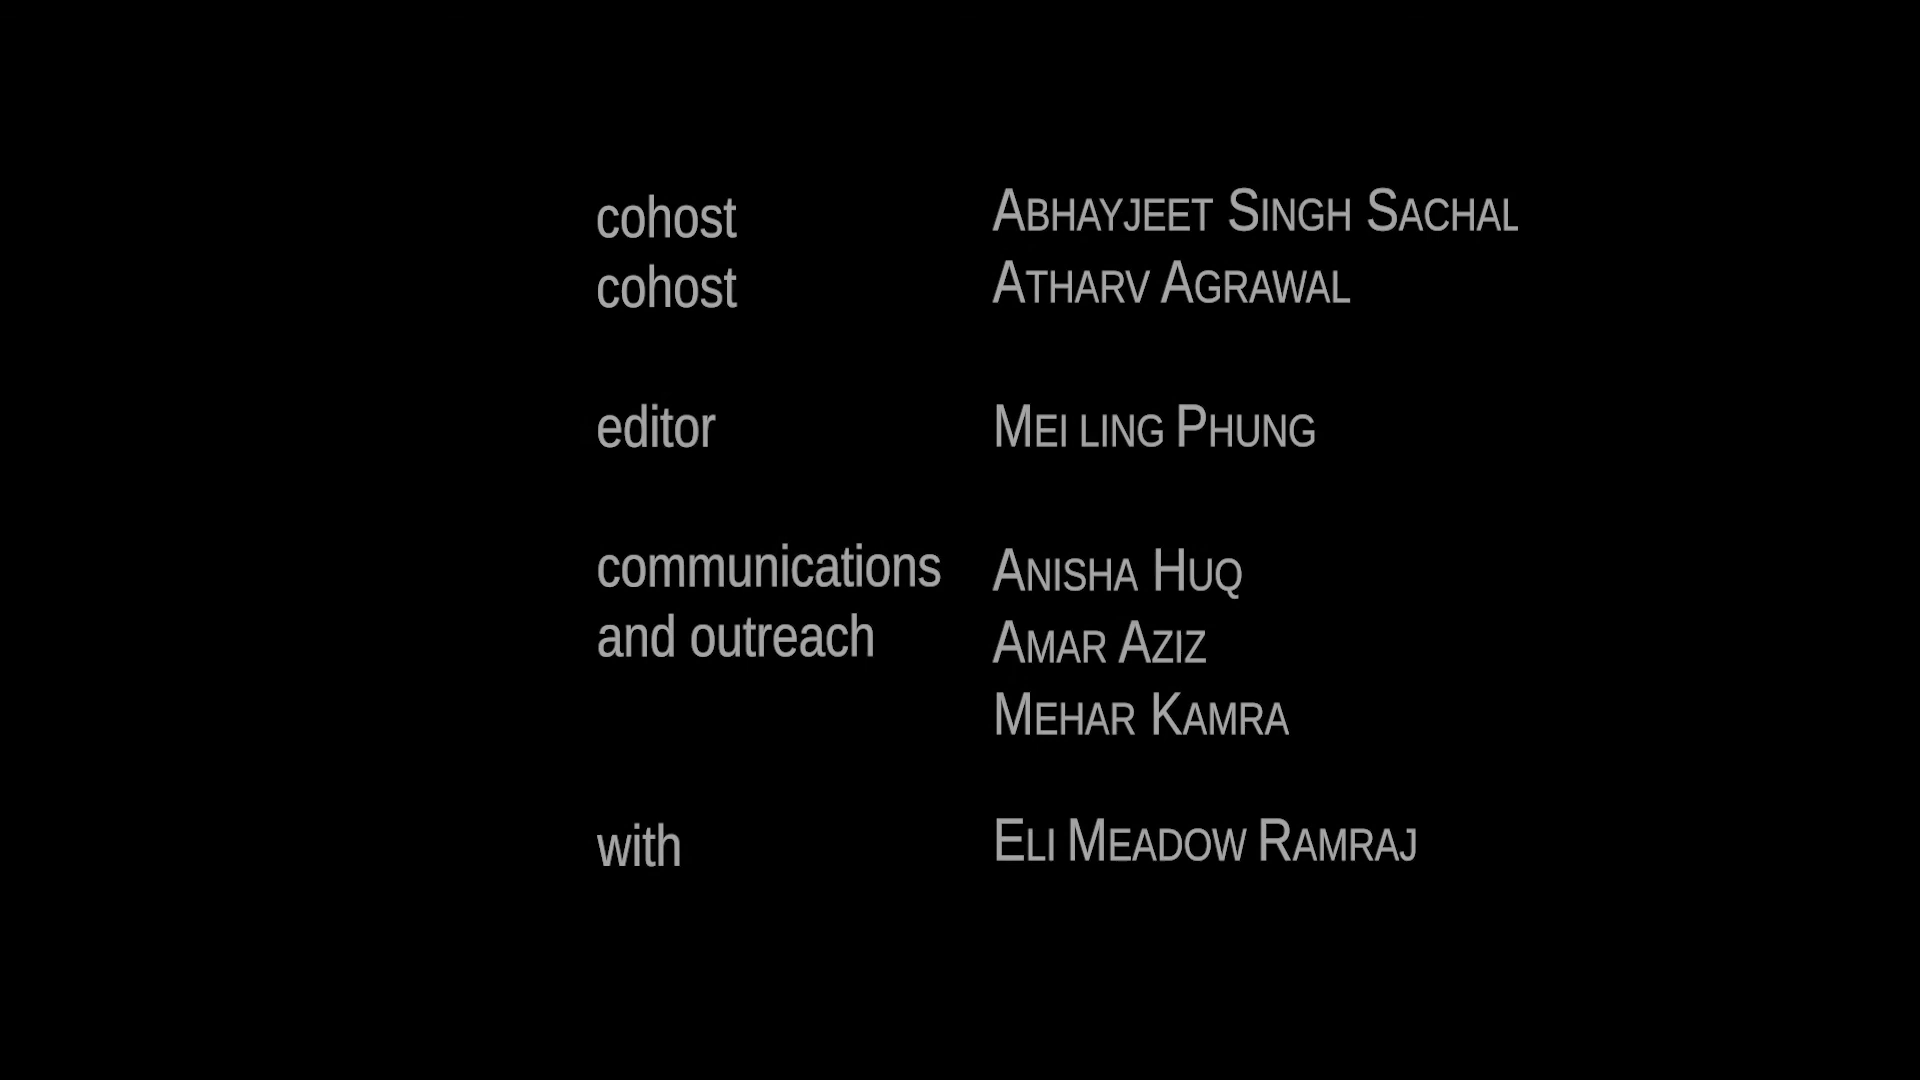 cohost Abhayjeet Singh Sachal
cohost Atharv Agrawal
editor Mei ling Phung
communications Anisha Huq
and outreach Amar Aziz
Mehar Kamra
with Eli Meadow Ramraj